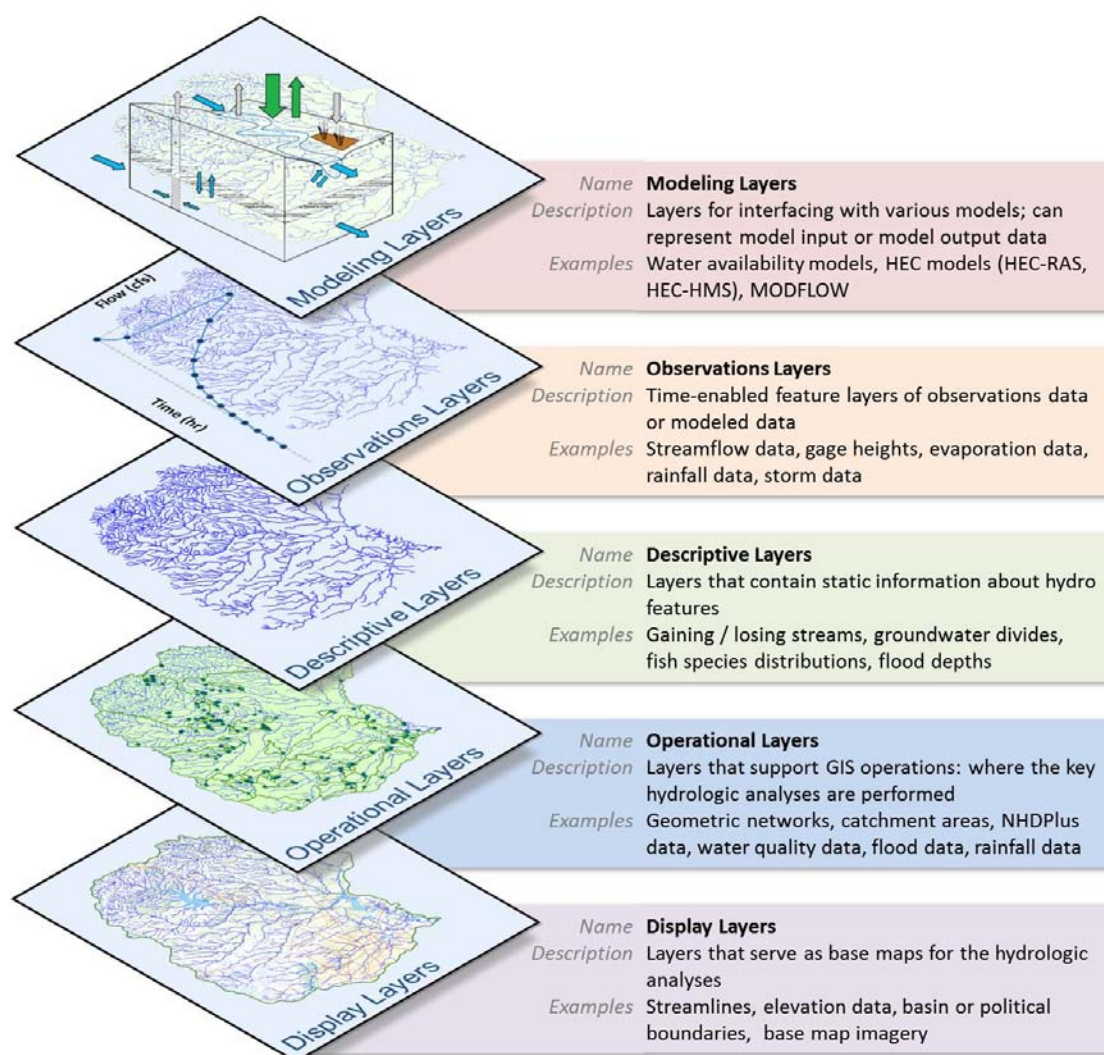 Modeling Layers
Name Modeling Layers
Description Layers for interfacing with various models; can
represent model input or model output data
Examples Water availability models, HEC models (HEC-RAS,
HEC-HMS), MODFLOW
Flow (cfs)
Time (hr)
Observations Layers
Name Observations Layers
Description Time-enabled feature layers of observations data
or modeled data
Examples Streamflow data, gage heights, evaporation data,
rainfall data, storm data
Descriptive Layers
Name Descriptive Layers
Description Layers that contain static information about hydro
features
Examples Gaining / losing streams, groundwater divides,
fish species distributions, flood depths
Operational Layers
Name Operational Layers
Description Layers that support GIS operations: where the key
hydrologic analyses are performed
Examples Geometric networks, catchment areas, NHDPlus
data, water quality data, flood data, rainfall data
Display Layers
Name Display Layers
Description Layers that serve as base maps for the hydrologic
analyses
Examples Streamlines, elevation data, basin or political
boundaries, base map imagery